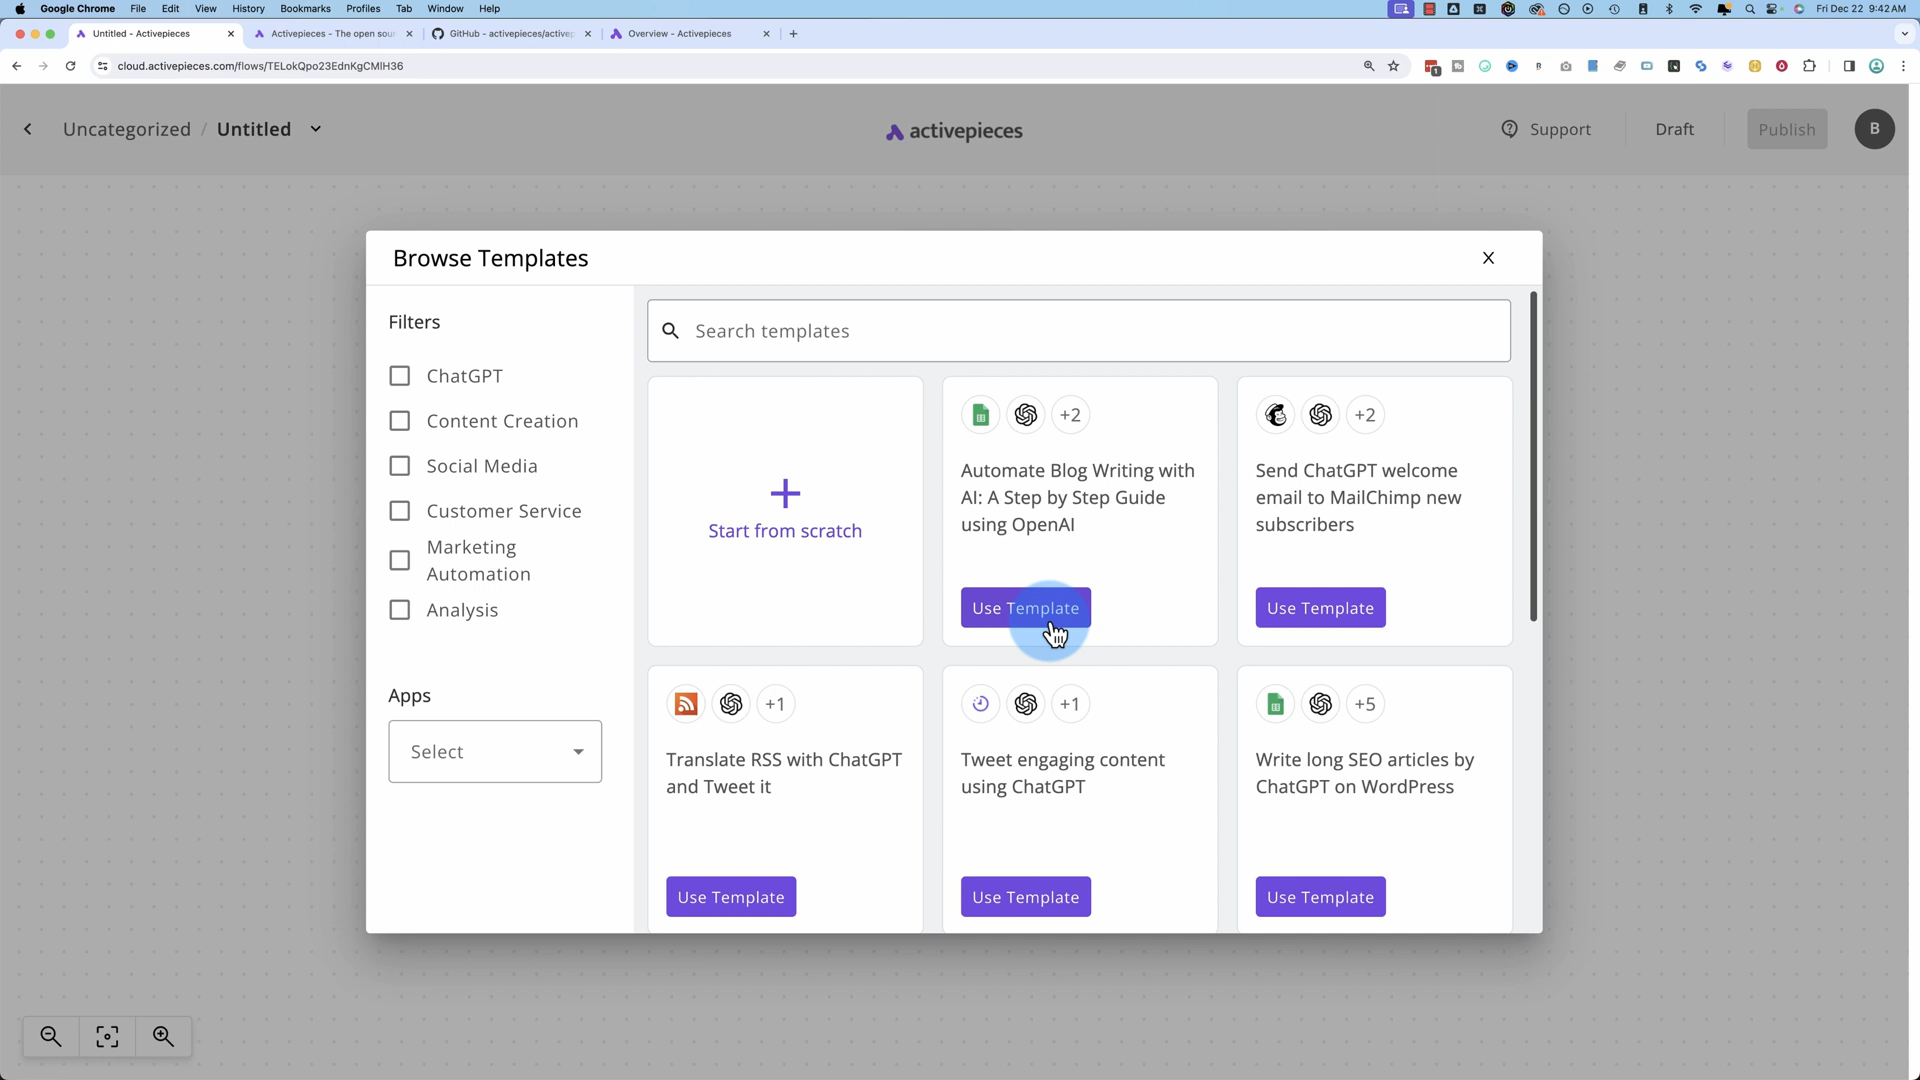 Google Chrome File Edit View History Bookmarks Profiles Tab Window Help Fri Dec 22 9:42 AM
Untitled - Activepieces Activepieces - The open sour GitHub - activepieces/activep Overview - Activepieces
cloud.activepieces.com/flows/TELokQpo23EdnKgCMlH36
Uncategorized / Untitled activepieces Support Draft Publish B
Browse Templates
Filters
ChatGPT
Content Creation
Social Media
Customer Service
Marketing
Automation
Analysis
Apps
Select
Search templates
Start from scratch
+2
Automate Blog Writing with
AI: A Step by Step Guide
using OpenAI
Use Template
+2
Send ChatGPT welcome
email to MailChimp new
subscribers
Use Template
+1
Translate RSS with ChatGPT
and Tweet it
Use Template
+1
Tweet engaging content
using ChatGPT
Use Template
+5
Write long SEO articles by
ChatGPT on WordPress
Use Template